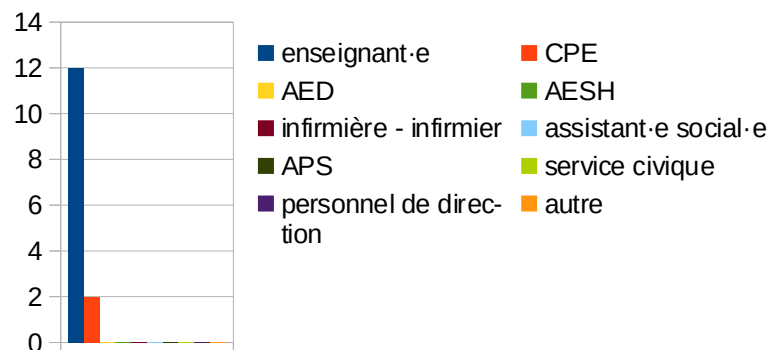 14
12
10
8
6
4
2
0
enseignant·e
CPE
AED
AESH
infirmière - infirmier
assistant·e social·e
APS
service civique
personnel de direc-
tion
autre